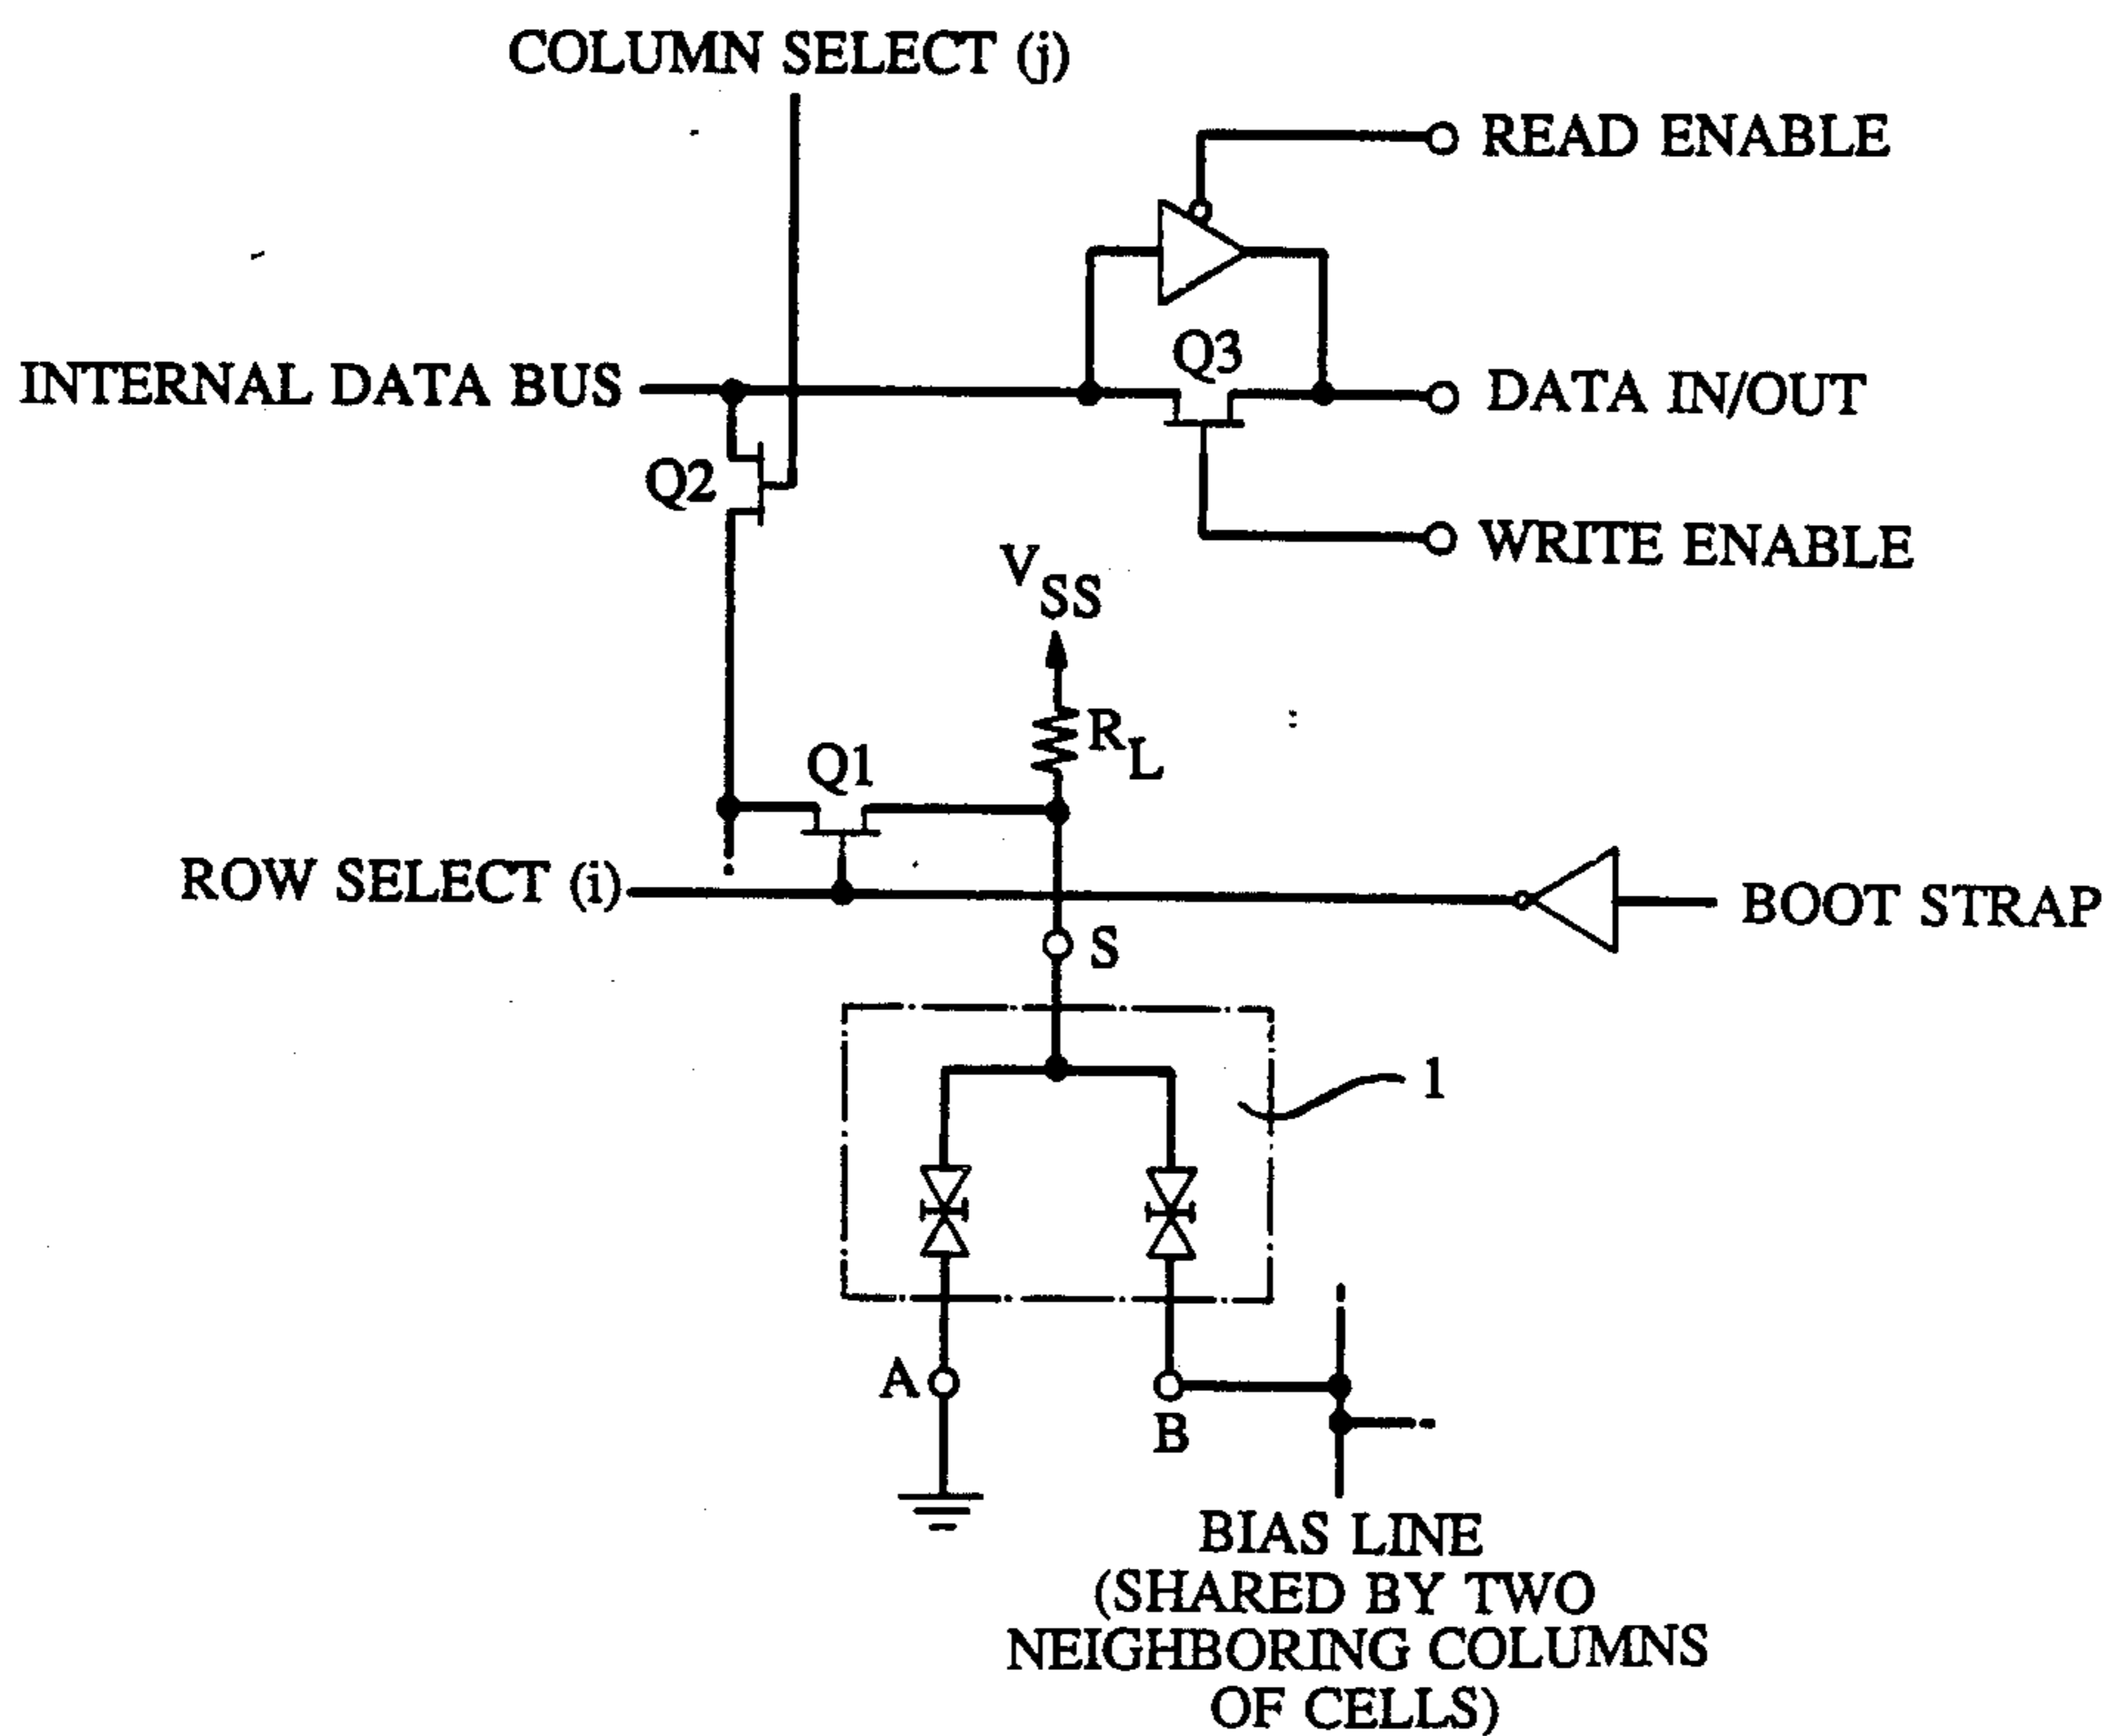 COLUMN SELECT (j)
READ ENABLE
Q3
INTERNAL DATA BUS
DATA IN/OUT
Q2
WRITE ENABLE
VSS
RL
Q1
ROW SELECT (i)
BOOT STRAP
S
1
A
B
BIAS LINE
(SHARED BY TWO
NEIGHBORING COLUMNS
OF CELLS)